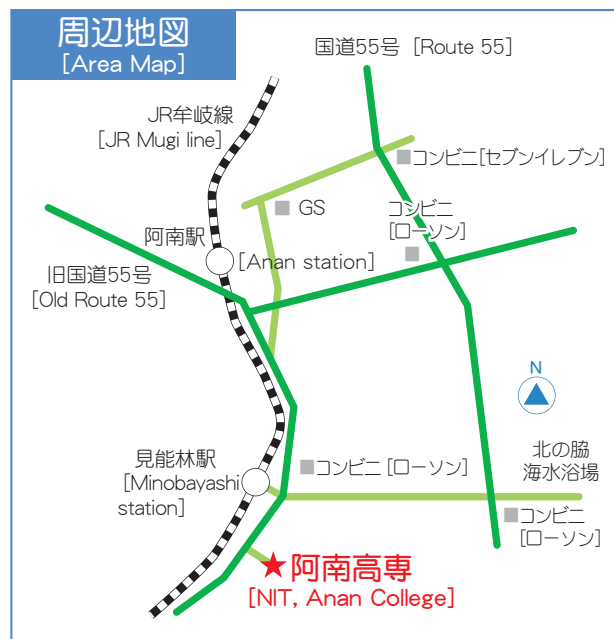 周辺地図
[Area Map]
国道55号 [Route 55]
JR牟岐線
[JR Mugi line]
コンビニ[セブンイレブン]
GS
コンビニ
[ローソン]
阿南駅
[Anan station]
旧国道55号
[Old Route 55]
N
見能林駅
[Minobayashi
station]
コンビニ [ローソン]
北の脇
海水浴場
コンビニ
[ローソン]
★阿南高専
[NIT, Anan College]